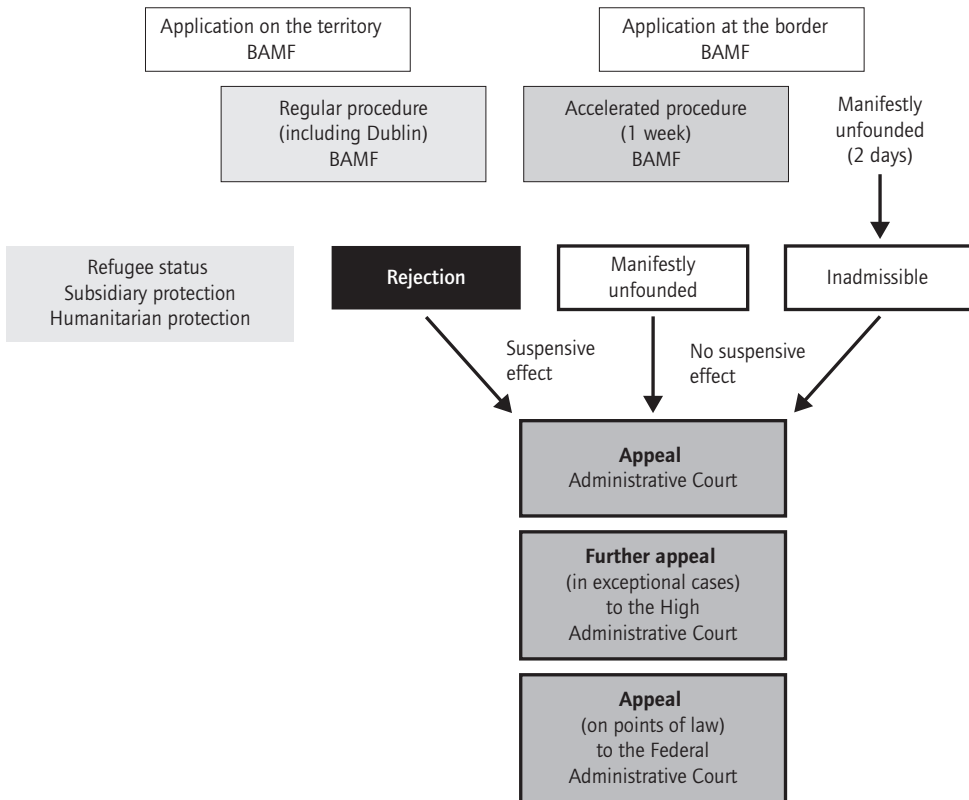 Application on the territory
BAMF
Application at the border
BAMF
Regular procedure
(including Dublin)
BAMF
Accelerated procedure
(1 week)
BAMF
Manifestly
unfounded
(2 days)
Refugee status
Subsidiary protection
Humanitarian protection
Rejection
Manifestly
unfounded
Inadmissible
Suspensive
effect
No suspensive
effect
Appeal
Administrative Court
Further appeal
(in exceptional cases)
to the High
Administrative Court
Appeal
(on points of law)
to the Federal
Administrative Court